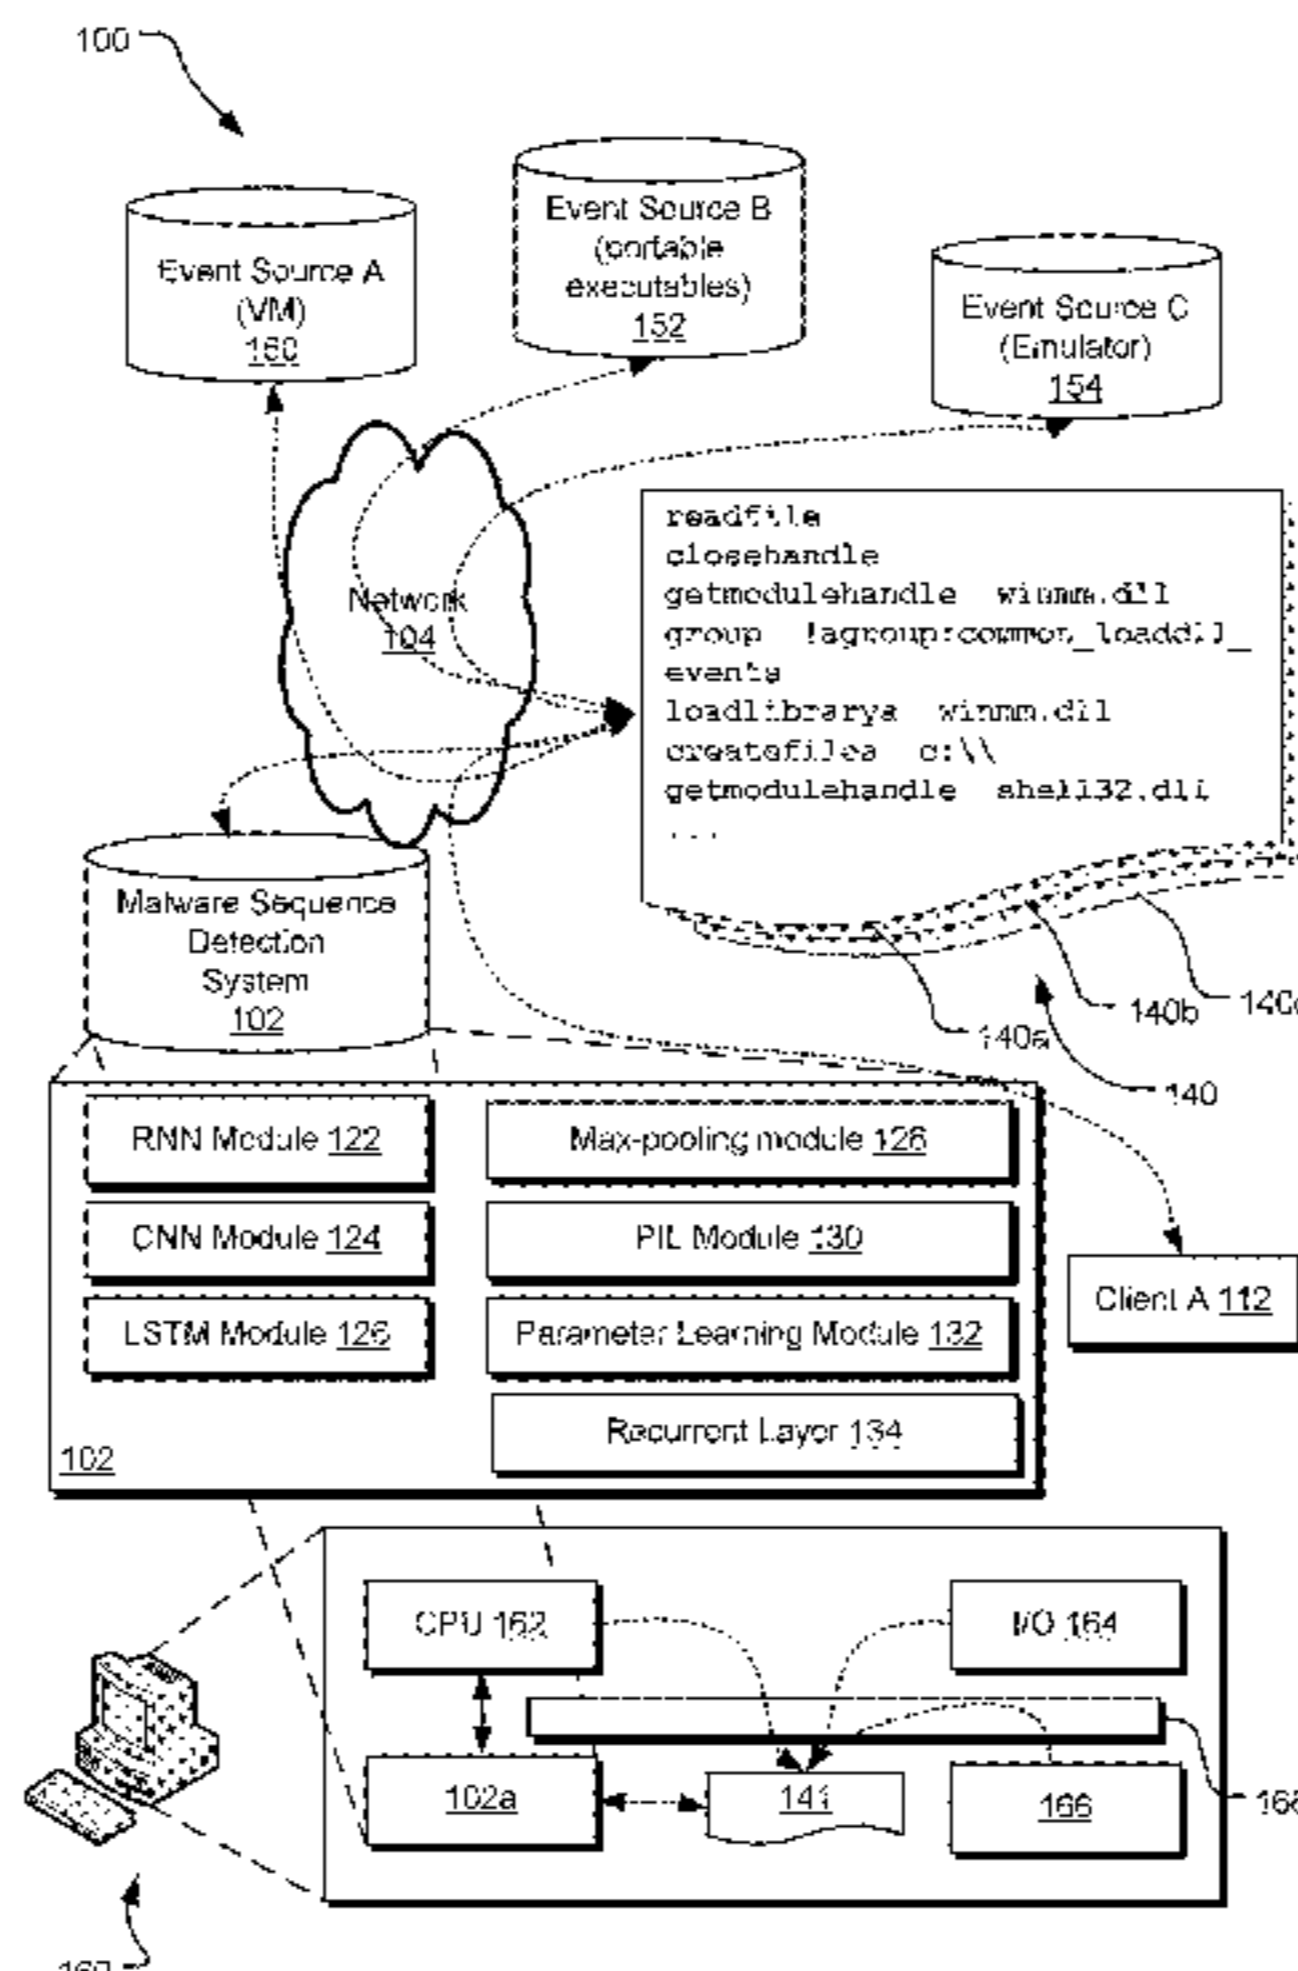 100
Event Source A
(VM)
160
Event Source B
(portable
executables)
152
Event Source C
(Emulator)
154
Network
104
readfile
closehandle
getmodulehandle winmm.dll
group !agroup:common_loaddll_
events
loadlibrarya winmm.dll
createfilea c:\\
getmodulehandle shell32.dll
...
140a
140b
140
Malware Sequence
Detection
System
102
RNN Module 122
Max-pooling module 128
CNN Module 124
PIL Module 130
LSTM Module 126
Parameter Learning Module 132
Recurrent Layer 134
102
Client A 112
CPU 162
I/O 164
102a
141
166